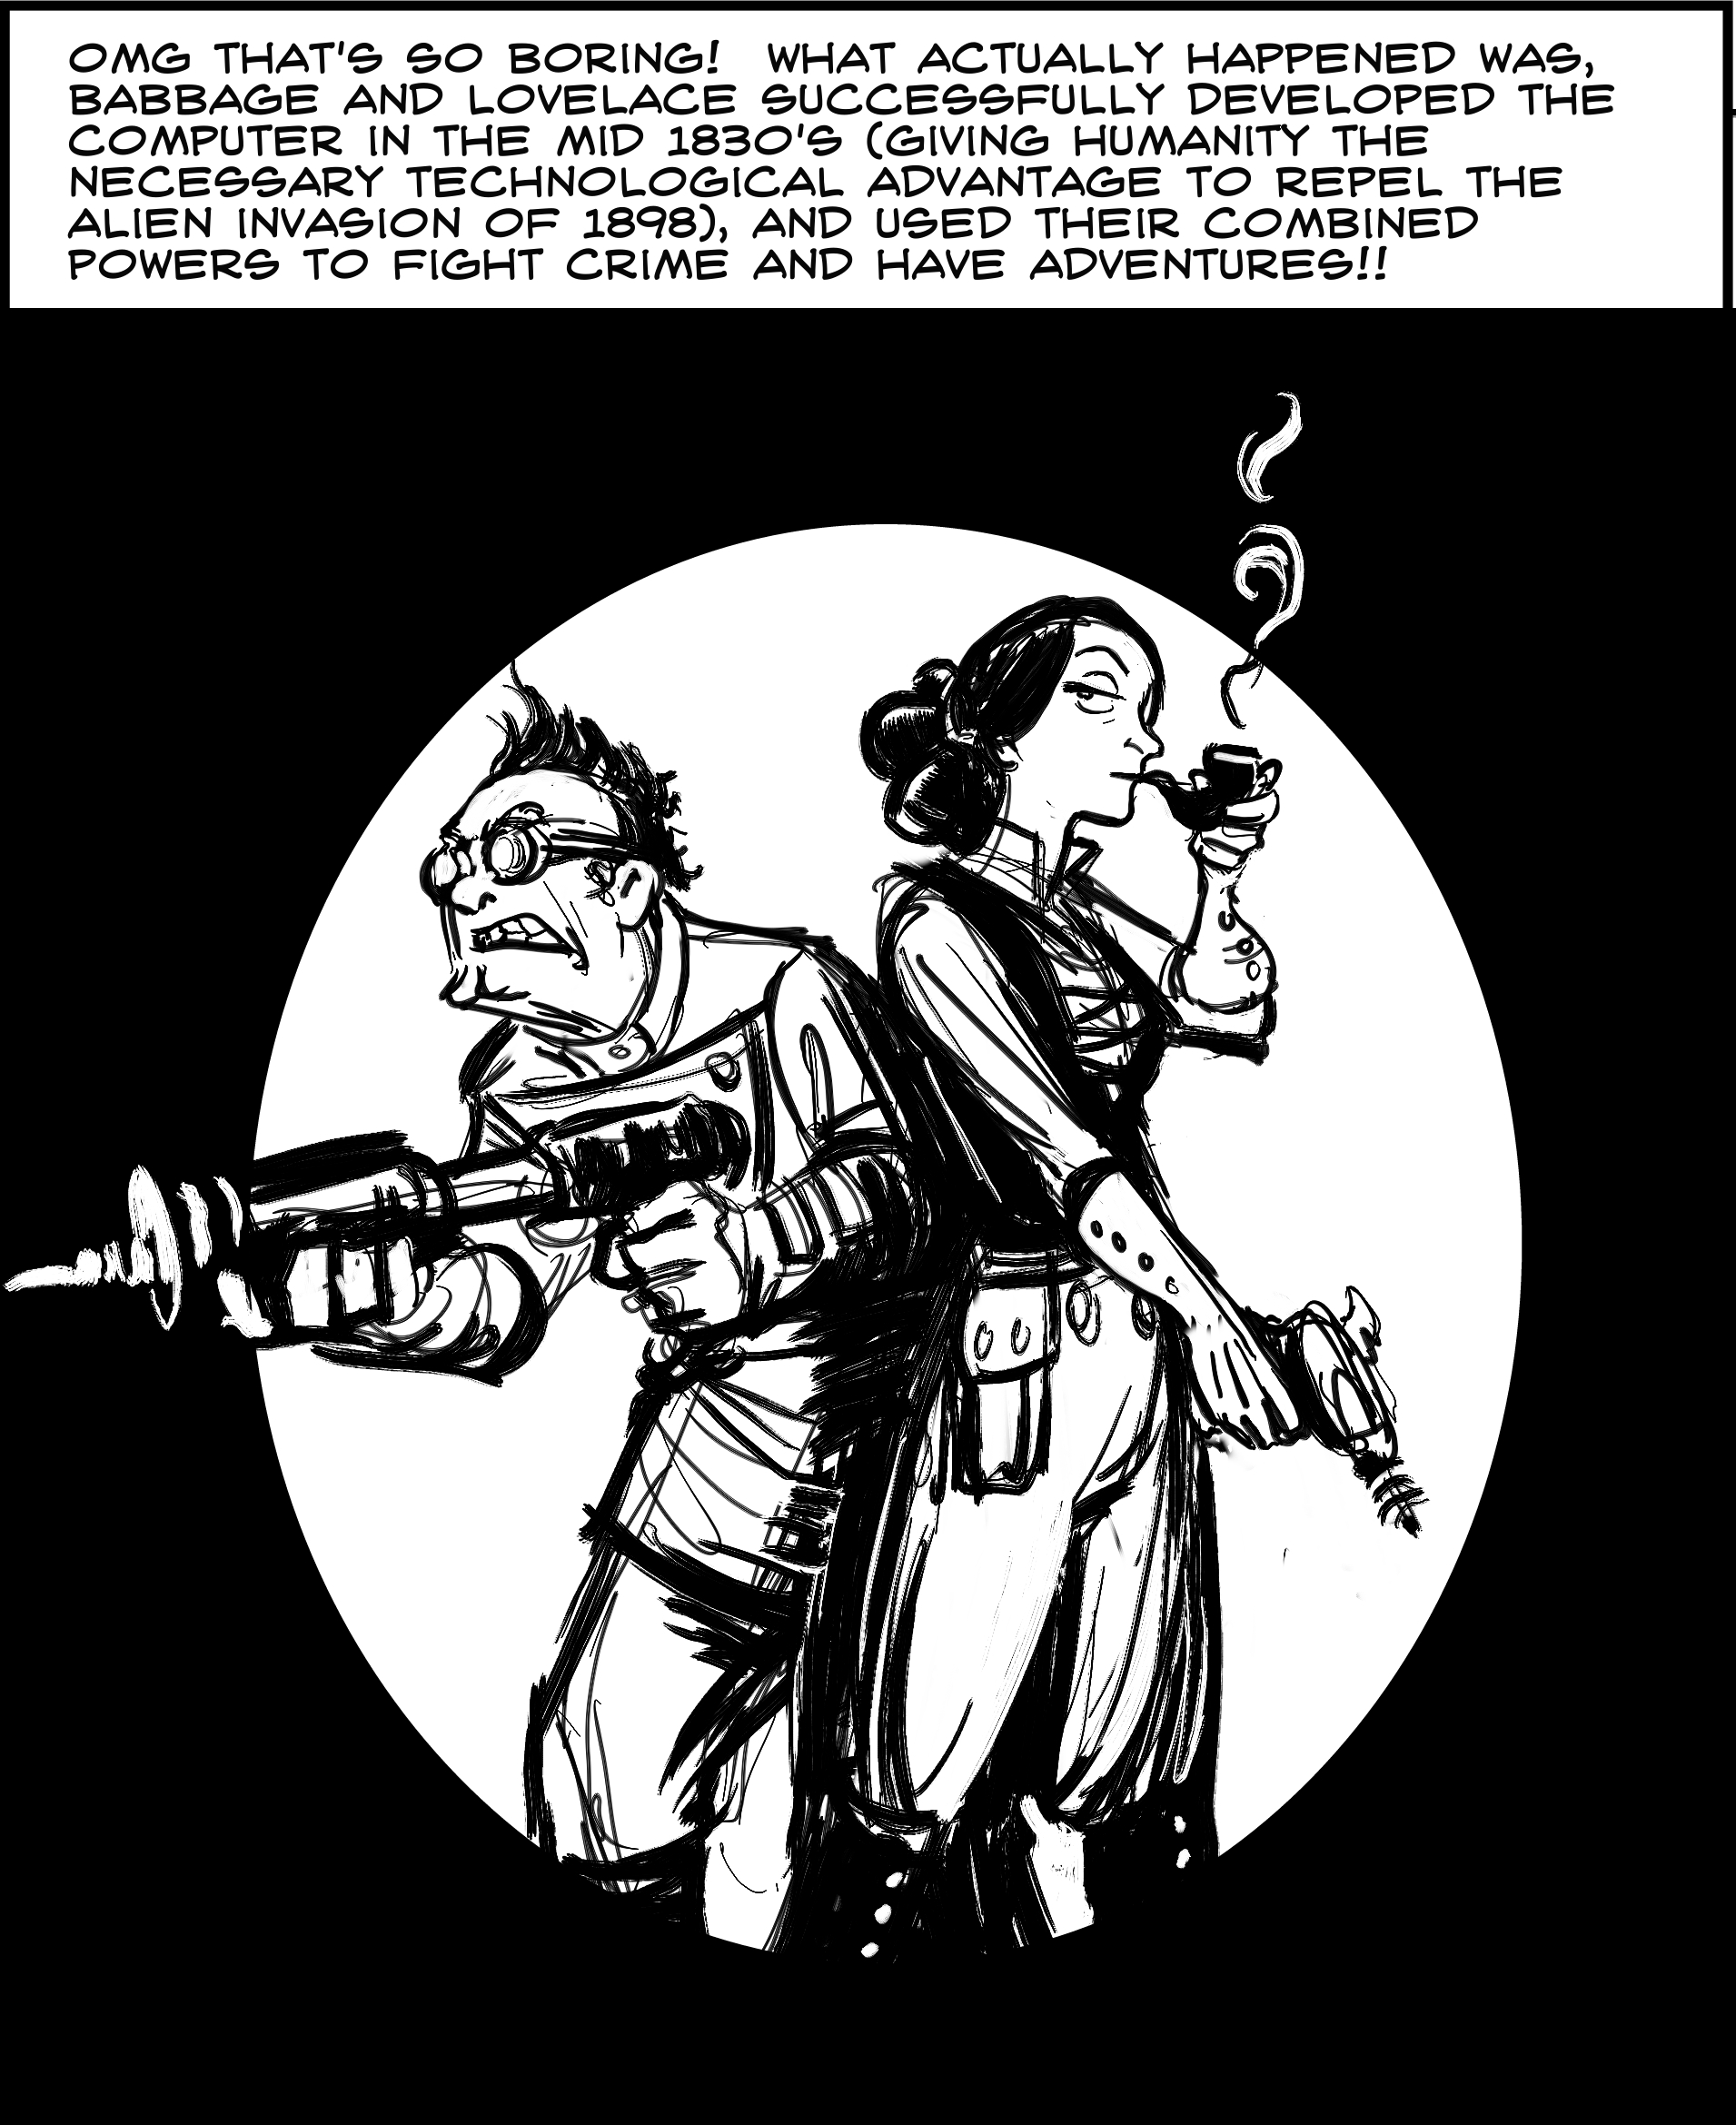 OMG THAT'S SO BORING! WHAT ACTUALLY HAPPENED WAS,
BABBAGE AND LOVELACE SUCCESSFULLY DEVELOPED THE
COMPUTER IN THE MID 1830'S (GIVING HUMANITY THE
NECESSARY TECHNOLOGICAL ADVANTAGE TO REPEL THE
ALIEN INVASION OF 1898), AND USED THEIR COMBINED
POWERS TO FIGHT CRIME AND HAVE ADVENTURES!!